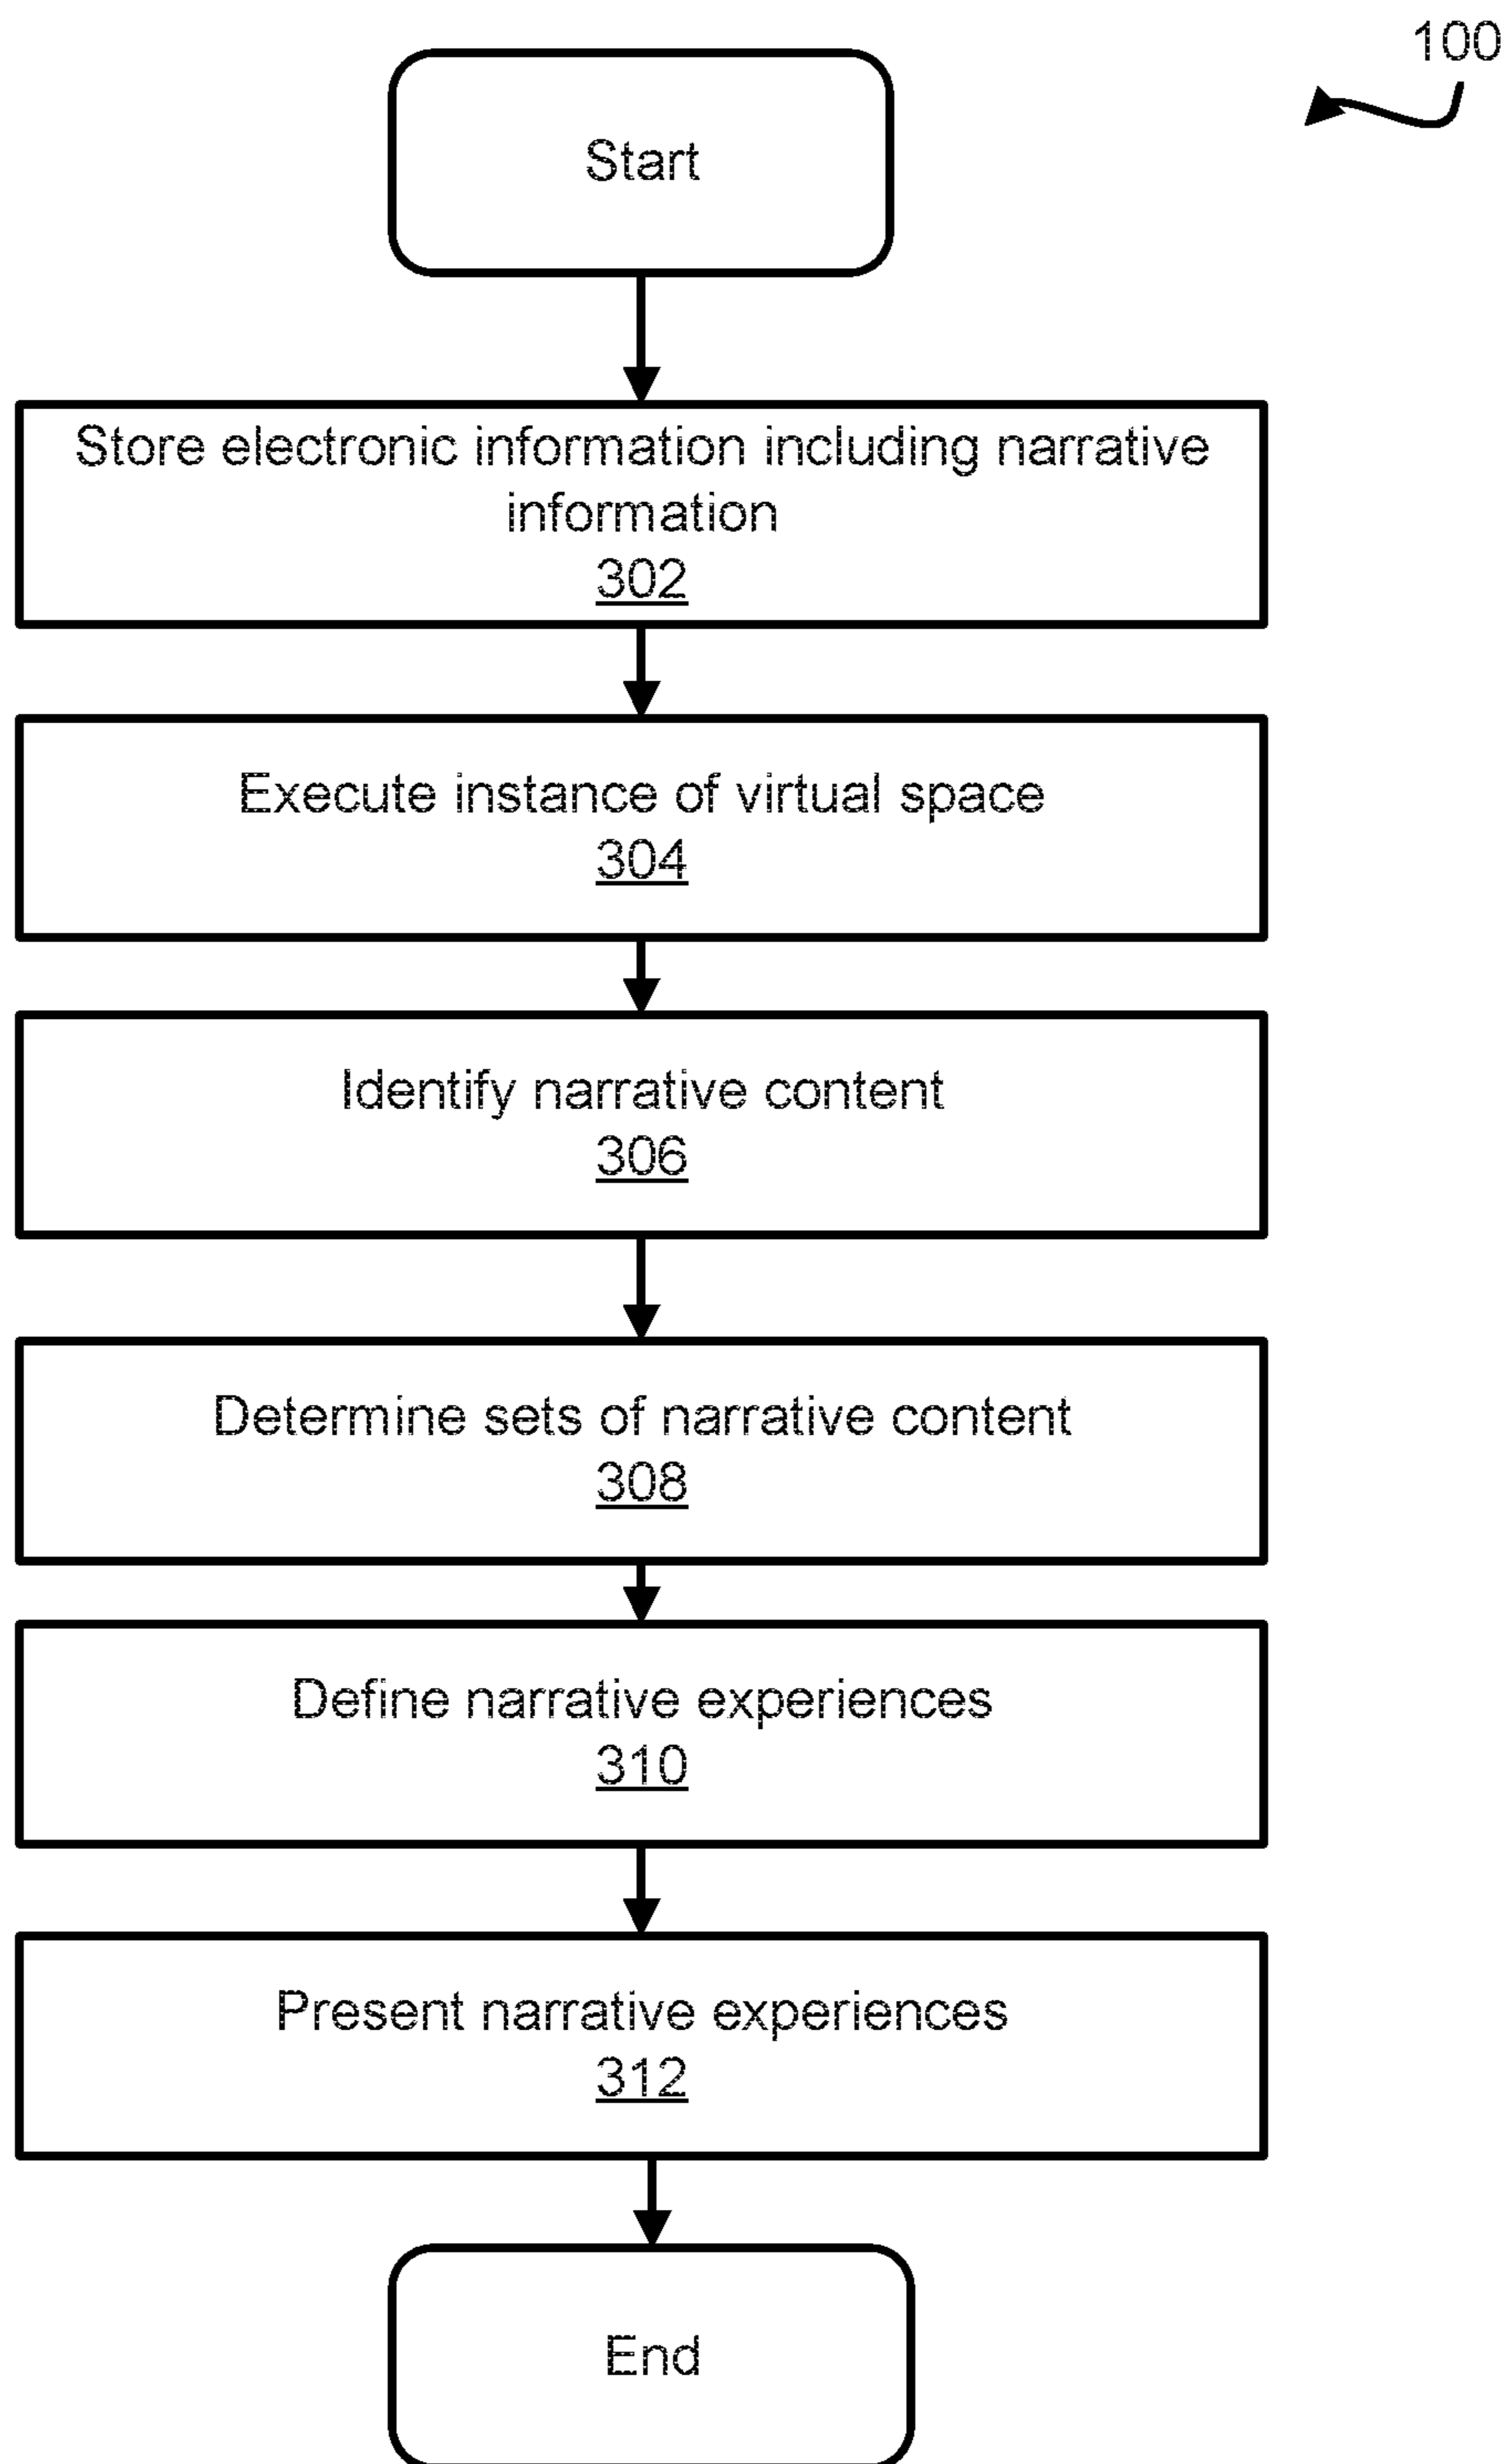 100
Start
Store electronic information including narrative
information
302
Execute instance of virtual space
304
Identify narrative content
306
Determine sets of narrative content
308
Define narrative experiences
310
Present narrative experiences
312
End